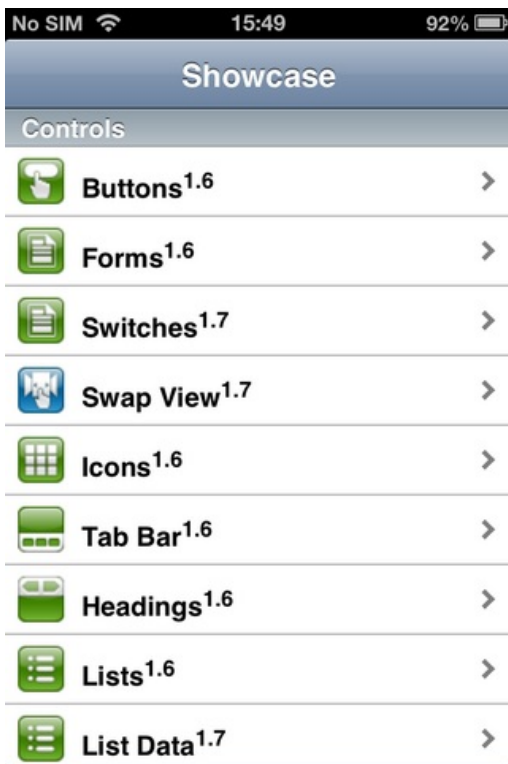 No SIM 15:49 92%
Showcase
Controls
Buttons1.6
Forms1.6
Switches1.7
Swap View1.7
Icons1.6
Tab Bar1.6
Headings1.6
Lists1.6
List Data1.7